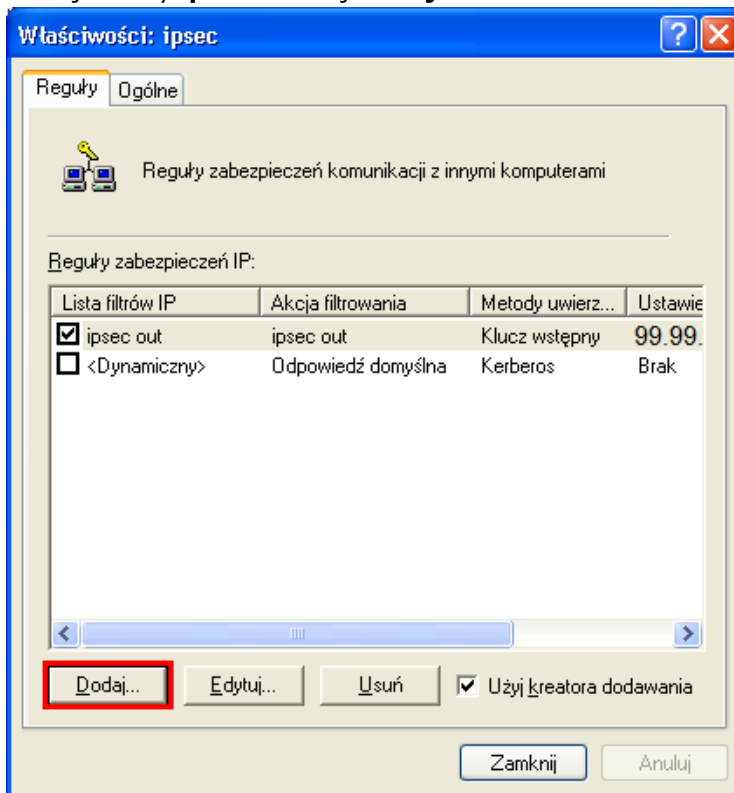 Właściwości: ipsec
Reguły Ogólne
Reguły zabezpieczeń komunikacji z innymi komputerami
Reguły zabezpieczeń IP:
Lista filtrów IP Akcja filtrowania Metody uwierz... Ustawie
ipsec out ipsec out Klucz wstępny 99.99.
<Dynamiczny> Odpowiedź domyślna Kerberos Brak
Dodaj... Edytuj... Usuń Użyj kreatora dodawania
Zamknij Anuluj